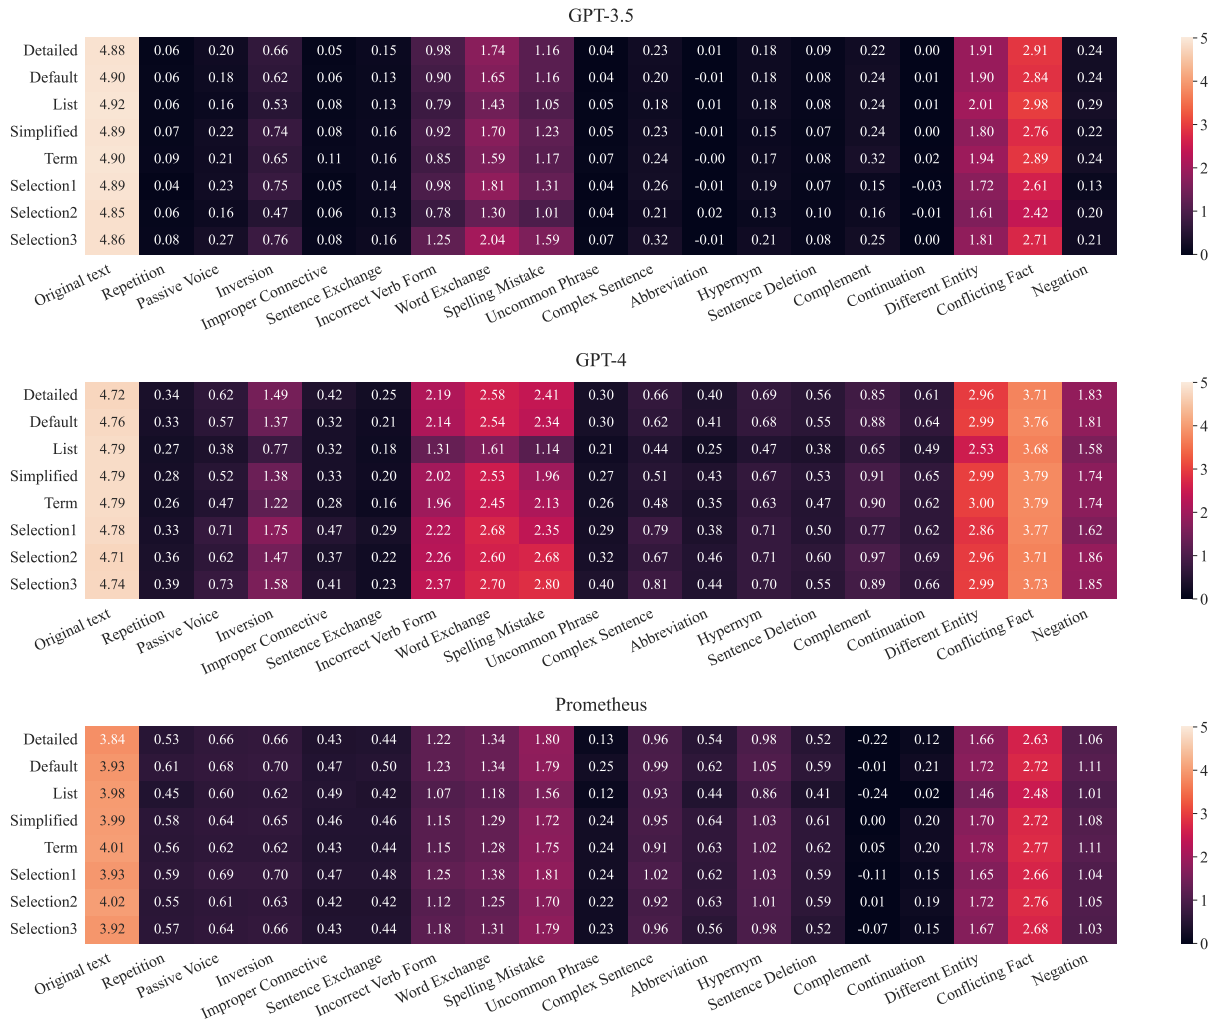 GPT-3.5
Detailed 4.88 0.06 0.20 0.66 0.05 0.15 0.98 1.74 1.16 0.04 0.23 0.01 0.18 0.09 0.22 0.00 1.91 2.91 0.24
Default 4.90 0.06 0.18 0.62 0.06 0.13 0.90 1.65 1.16 0.04 0.20 -0.01 0.18 0.08 0.24 0.01 1.90 2.84 0.24
List 4.92 0.06 0.16 0.53 0.08 0.13 0.79 1.43 1.05 0.05 0.18 0.01 0.18 0.08 0.24 0.01 2.01 2.98 0.29
Simplified 4.89 0.07 0.22 0.74 0.08 0.16 0.92 1.70 1.23 0.05 0.23 -0.01 0.15 0.07 0.24 0.00 1.80 2.76 0.22
Term 4.90 0.09 0.21 0.65 0.11 0.16 0.85 1.59 1.17 0.07 0.24 -0.00 0.17 0.08 0.32 0.02 1.94 2.89 0.24
Selection1 4.89 0.04 0.23 0.75 0.05 0.14 0.98 1.81 1.31 0.04 0.26 -0.01 0.19 0.07 0.15 -0.03 1.72 2.61 0.13
Selection2 4.85 0.06 0.16 0.47 0.06 0.13 0.78 1.30 1.01 0.04 0.21 0.02 0.13 0.10 0.16 -0.01 1.61 2.42 0.20
Selection3 4.86 0.08 0.27 0.76 0.08 0.16 1.25 2.04 1.59 0.07 0.32 -0.01 0.21 0.08 0.25 0.00 1.81 2.71 0.21
Original text Repetition Passive Voice Inversion Improper Connective Sentence Exchange Incorrect Verb Form Word Exchange Spelling Mistake Uncommon Phrase Complex Sentence Abbreviation Hypernym Sentence Deletion Complement Continuation Different Entity Conflicting Fact Negation
5
4
3
2
1
0
GPT-4
Detailed 4.72 0.34 0.62 1.49 0.42 0.25 2.19 2.58 2.41 0.30 0.66 0.40 0.69 0.56 0.85 0.61 2.96 3.71 1.83
Default 4.76 0.33 0.57 1.37 0.32 0.21 2.14 2.54 2.34 0.30 0.62 0.41 0.68 0.55 0.88 0.64 2.99 3.76 1.81
List 4.79 0.27 0.38 0.77 0.32 0.18 1.31 1.61 1.14 0.21 0.44 0.25 0.47 0.38 0.65 0.49 2.53 3.68 1.58
Simplified 4.79 0.28 0.52 1.38 0.33 0.20 2.02 2.53 1.96 0.27 0.51 0.43 0.67 0.53 0.91 0.65 2.99 3.79 1.74
Term 4.79 0.26 0.47 1.22 0.28 0.16 1.96 2.45 2.13 0.26 0.48 0.35 0.63 0.47 0.90 0.62 3.00 3.79 1.74
Selection1 4.78 0.33 0.71 1.75 0.47 0.29 2.22 2.68 2.35 0.29 0.79 0.38 0.71 0.50 0.77 0.62 2.86 3.77 1.62
Selection2 4.71 0.36 0.62 1.47 0.37 0.22 2.26 2.60 2.68 0.32 0.67 0.46 0.71 0.60 0.97 0.69 2.96 3.71 1.86
Selection3 4.74 0.39 0.73 1.58 0.41 0.23 2.37 2.70 2.80 0.40 0.81 0.44 0.70 0.55 0.89 0.66 2.99 3.73 1.85
Original text Repetition Passive Voice Inversion Improper Connective Sentence Exchange Incorrect Verb Form Word Exchange Spelling Mistake Uncommon Phrase Complex Sentence Abbreviation Hypernym Sentence Deletion Complement Continuation Different Entity Conflicting Fact Negation
5
4
3
2
1
0
Prometheus
Detailed 3.84 0.53 0.66 0.66 0.43 0.44 1.22 1.34 1.80 0.13 0.96 0.54 0.98 0.52 -0.22 0.12 1.66 2.63 1.06
Default 3.93 0.61 0.68 0.70 0.47 0.50 1.23 1.34 1.79 0.25 0.99 0.62 1.05 0.59 -0.01 0.21 1.72 2.72 1.11
List 3.98 0.45 0.60 0.62 0.49 0.42 1.07 1.18 1.56 0.12 0.93 0.44 0.86 0.41 -0.24 0.02 1.46 2.48 1.01
Simplified 3.99 0.58 0.64 0.65 0.46 0.46 1.15 1.29 1.72 0.24 0.95 0.64 1.03 0.61 0.00 0.20 1.70 2.72 1.08
Term 4.01 0.56 0.62 0.62 0.43 0.44 1.15 1.28 1.75 0.24 0.91 0.63 1.02 0.62 0.05 0.20 1.78 2.77 1.11
Selection1 3.93 0.59 0.69 0.70 0.47 0.48 1.25 1.38 1.81 0.24 1.02 0.62 1.03 0.59 -0.11 0.15 1.65 2.66 1.04
Selection2 4.02 0.55 0.61 0.63 0.42 0.42 1.12 1.25 1.70 0.22 0.92 0.63 1.01 0.59 0.01 0.19 1.72 2.76 1.05
Selection3 3.92 0.57 0.64 0.66 0.43 0.44 1.18 1.31 1.79 0.23 0.96 0.56 0.98 0.52 -0.07 0.15 1.67 2.68 1.03
Original text Repetition Passive Voice Inversion Improper Connective Sentence Exchange Incorrect Verb Form Word Exchange Spelling Mistake Uncommon Phrase Complex Sentence Abbreviation Hypernym Sentence Deletion Complement Continuation Different Entity Conflicting Fact Negation
5
4
3
2
1
0